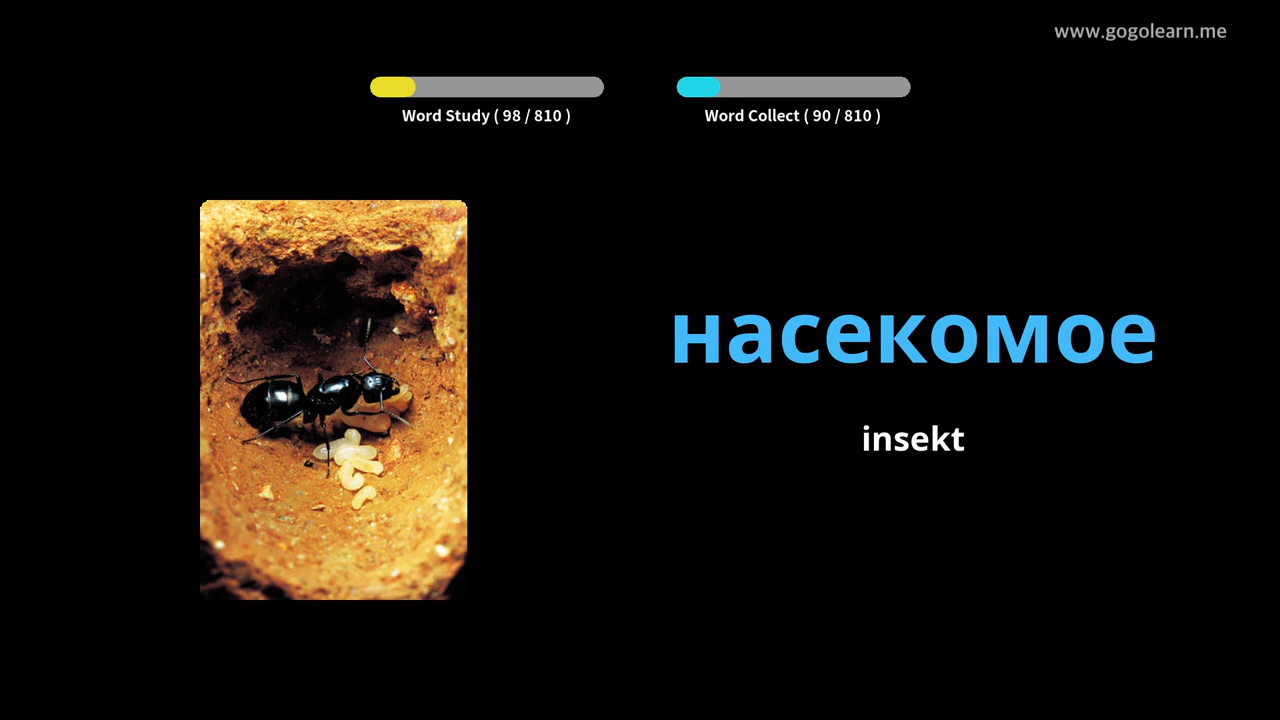 www.gogolearn.me
Word Study ( 98 / 810 )
Word Collect ( 90 / 810 )
насекомое
insekt